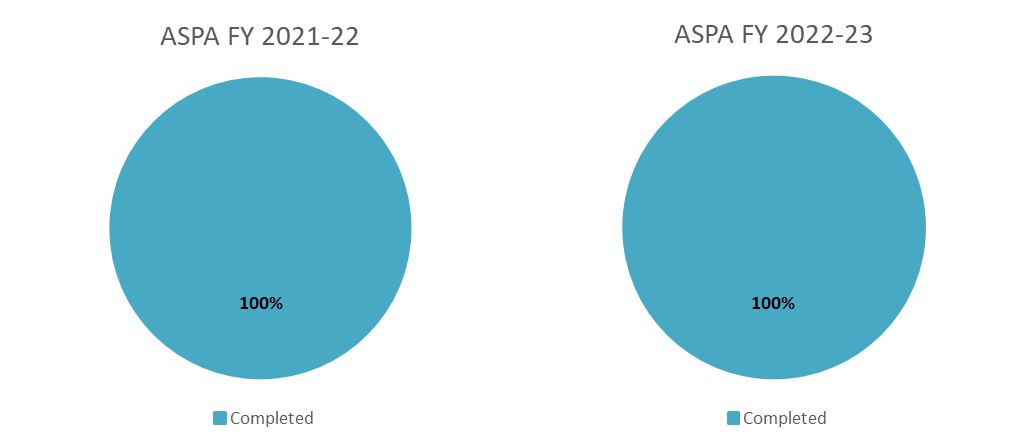 ASPA FY 2021-22
100%
Completed
ASPA FY 2022-23
100%
Completed